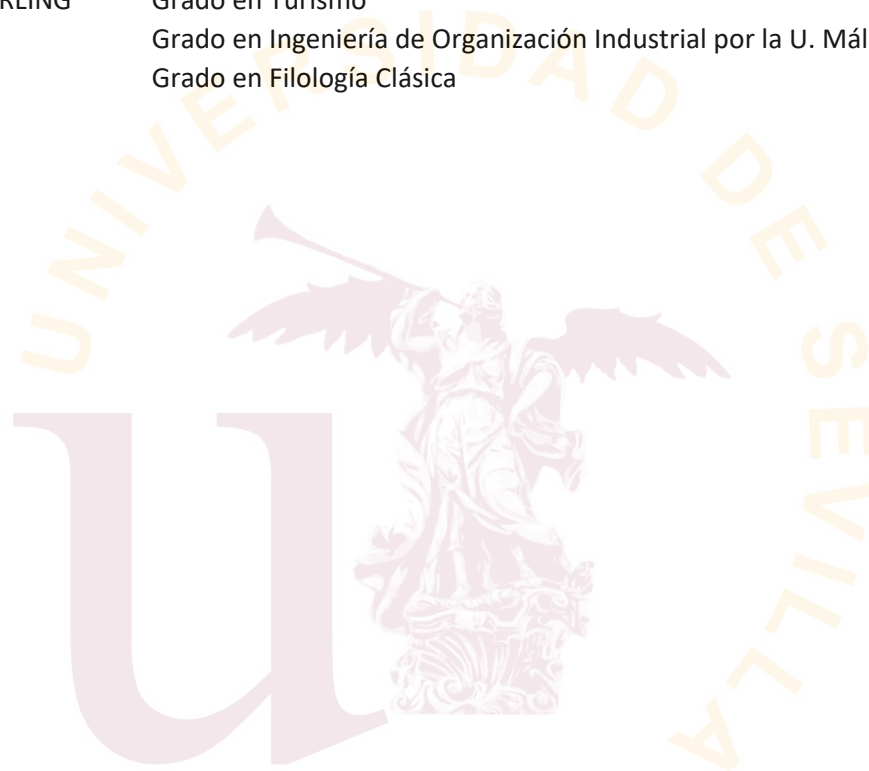 RLING Grado en Turismo
Grado en Ingeniería de Organización Industrial por la U. Mál
Grado en Filología Clásica
UNIVERSIDAD DE SEVILLA
u